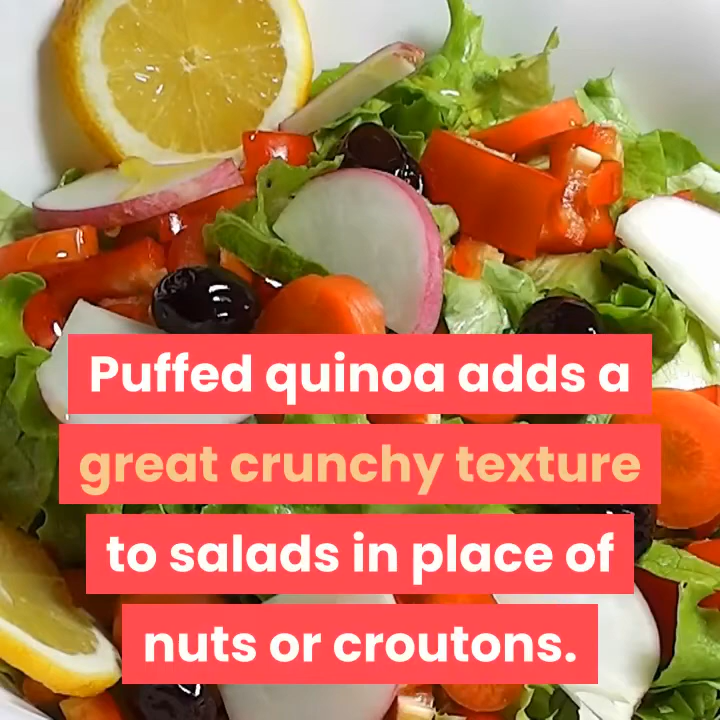 Puffed quinoa adds a
great crunchy texture
to salads in place of
nuts or croutons.